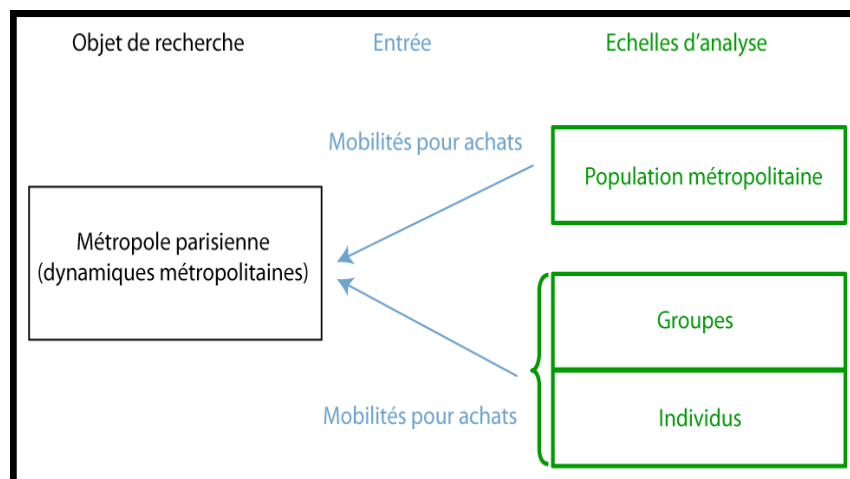 Objet de recherche
Entrée
Echelles d'analyse
Mobilités pour achats
Population métropolitaine
Métropole parisienne
(dynamiques métropolitaines)
Groupes
Mobilités pour achats
Individus